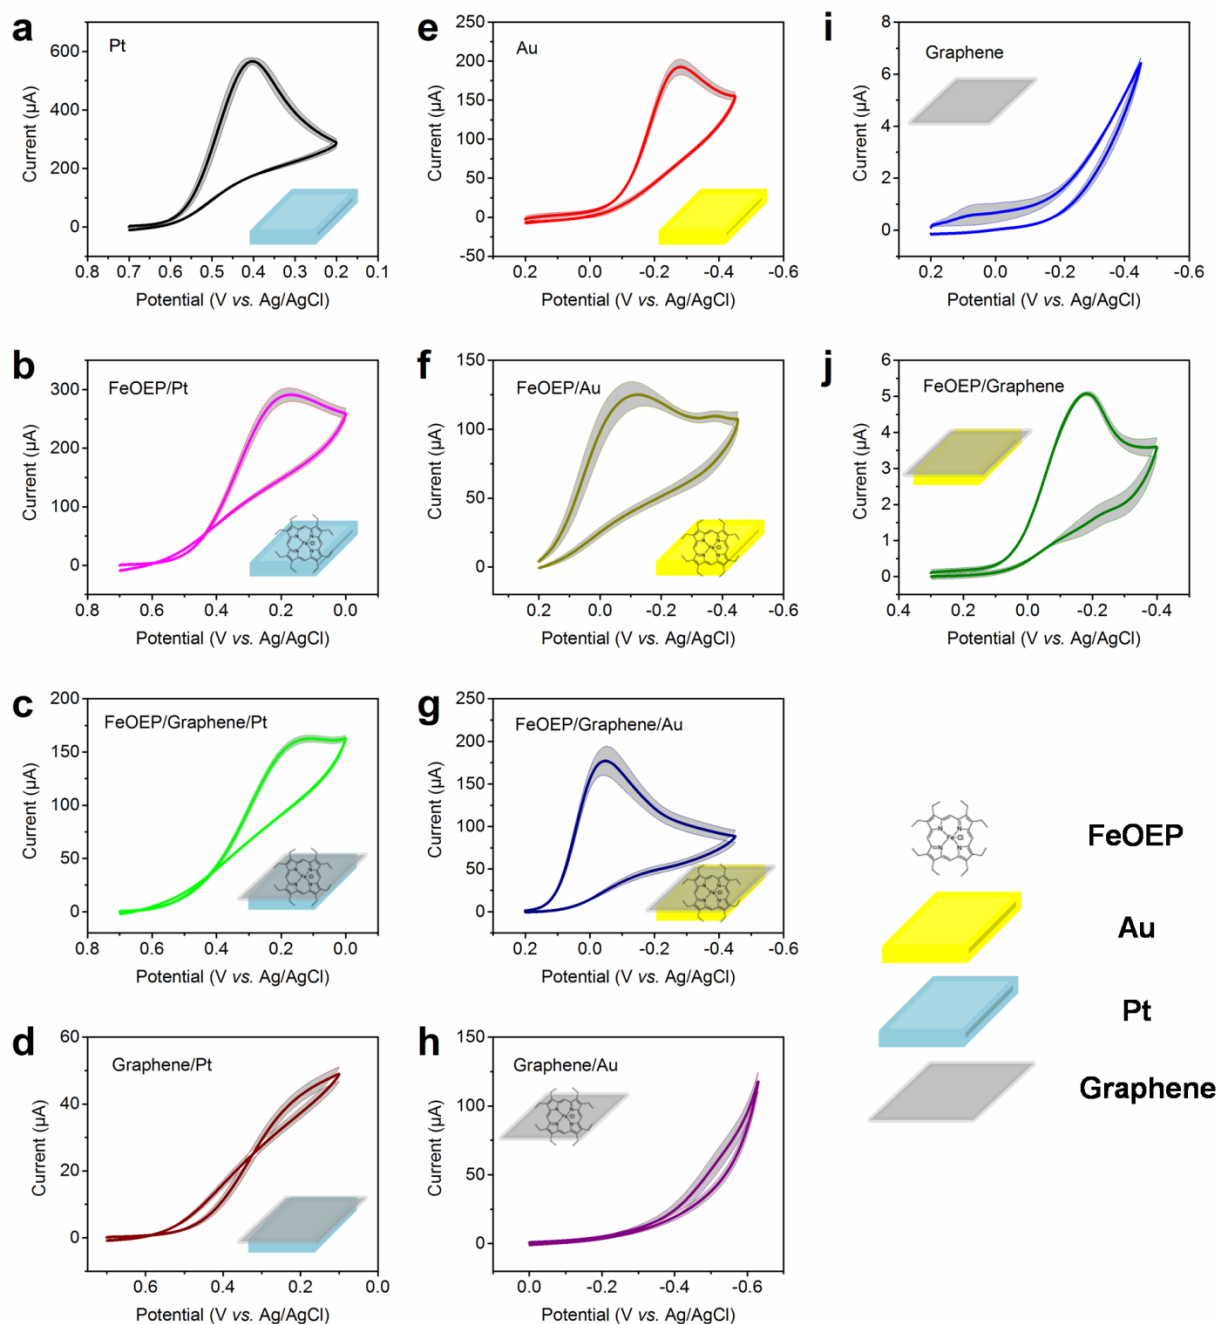 a
Pt
600
400
200
0
0.8 0.7 0.6 0.5 0.4 0.3 0.2 0.1
Current (µA)
Potential (V vs. Ag/AgCl)
e
Au
250
200
150
100
50
0
-50
0.2 0.0 -0.2 -0.4 -0.6
Current (µA)
Potential (V vs. Ag/AgCl)
i
Graphene
8
6
4
2
0
0.2 0.0 -0.2 -0.4 -0.6
Current (µA)
Potential (V vs. Ag/AgCl)
b
FeOEP/Pt
300
200
100
0
0.8 0.6 0.4 0.2 0.0
Current (µA)
Potential (V vs. Ag/AgCl)
f
FeOEP/Au
150
100
50
0
0.2 0.0 -0.2 -0.4 -0.6
Current (µA)
Potential (V vs. Ag/AgCl)
j
FeOEP/Graphene
6
5
4
3
2
1
0
0.4 0.2 0.0 -0.2 -0.4
Current (µA)
Potential (V vs. Ag/AgCl)
c
FeOEP/Graphene/Pt
200
150
100
50
0
0.8 0.6 0.4 0.2 0.0
Current (µA)
Potential (V vs. Ag/AgCl)
g
FeOEP/Graphene/Au
250
200
150
100
50
0
0.2 0.0 -0.2 -0.4 -0.6
Current (µA)
Potential (V vs. Ag/AgCl)
FeOEP
Au
Pt
Graphene
d
Graphene/Pt
60
40
20
0
0.6 0.4 0.2 0.0
Current (µA)
Potential (V vs. Ag/AgCl)
h
Graphene/Au
150
100
50
0
0.0 -0.2 -0.4 -0.6
Current (µA)
Potential (V vs. Ag/AgCl)